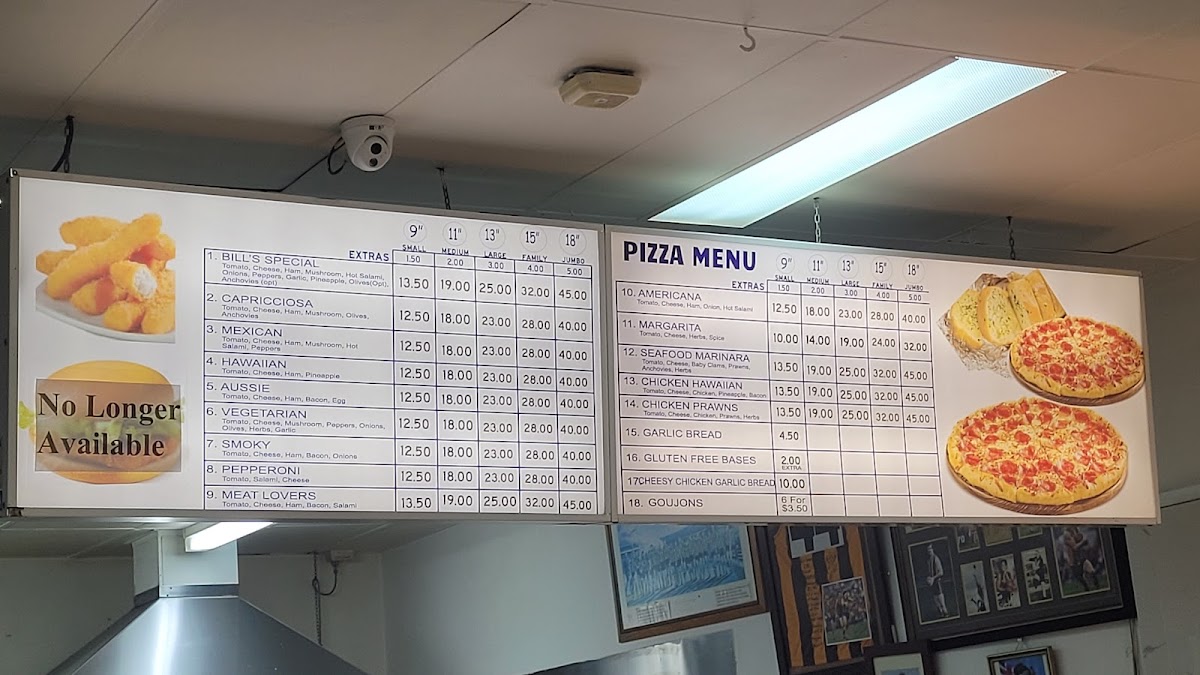 No Longer
Available
EXTRAS
9" 11" 13" 15" 18"
SMALL MEDIUM LARGE FAMILY JUMBO
1.50 2.00 3.00 4.00 5.00
1. BILL'S SPECIAL
Tomato, Cheese, Ham, Mushroom, Hot Salami,
Onions, Peppers, Garlic, Pineapple, Olives(Opt),
Anchovies (opt)
13.50 19.00 25.00 32.00 45.00
2. CAPRICCIOSA
Tomato, Cheese, Ham, Mushroom, Olives,
Anchovies
12.50 18.00 23.00 28.00 40.00
3. MEXICAN
Tomato, Cheese, Ham, Mushroom, Hot
Salami, Peppers
12.50 18.00 23.00 28.00 40.00
4. HAWAIIAN
Tomato, Cheese, Ham, Pineapple
12.50 18.00 23.00 28.00 40.00
5. AUSSIE
Tomato, Cheese, Ham, Bacon, Egg
12.50 18.00 23.00 28.00 40.00
6. VEGETARIAN
Tomato, Cheese, Mushroom, Peppers, Onions,
Olives, Herbs, Garlic
12.50 18.00 23.00 28.00 40.00
7. SMOKY
Tomato, Cheese, Ham, Bacon, Onions
12.50 18.00 23.00 28.00 40.00
8. PEPPERONI
Tomato, Salami, Cheese
12.50 18.00 23.00 28.00 40.00
9. MEAT LOVERS
Tomato, Cheese, Ham, Bacon, Salami
13.50 19.00 25.00 32.00 45.00
PIZZA MENU
EXTRAS
9" 11" 13" 15" 18"
SMALL MEDIUM LARGE FAMILY JUMBO
1.50 2.00 3.00 4.00 5.00
10. AMERICANA
Tomato, Cheese, Ham, Onion, Hot Salami
12.50 18.00 23.00 28.00 40.00
11. MARGARITA
Tomato, Cheese, Herbs, Spice
10.00 14.00 19.00 24.00 32.00
12. SEAFOOD MARINARA
Tomato, Cheese, Baby Clams, Prawns,
Anchovies, Herbs
13.50 19.00 25.00 32.00 45.00
13. CHICKEN HAWAIIAN
Tomato, Cheese, Chicken, Pineapple, Bacon
13.50 19.00 25.00 32.00 45.00
14. CHICKEN PRAWNS
Tomato, Cheese, Chicken, Prawns, Herbs
13.50 19.00 25.00 32.00 45.00
15. GARLIC BREAD
4.50
16. GLUTEN FREE BASES
2.00
EXTRA
17CHEESY CHICKEN GARLIC BREAD 10.00
18. GOUJONS
6 For
$3.50